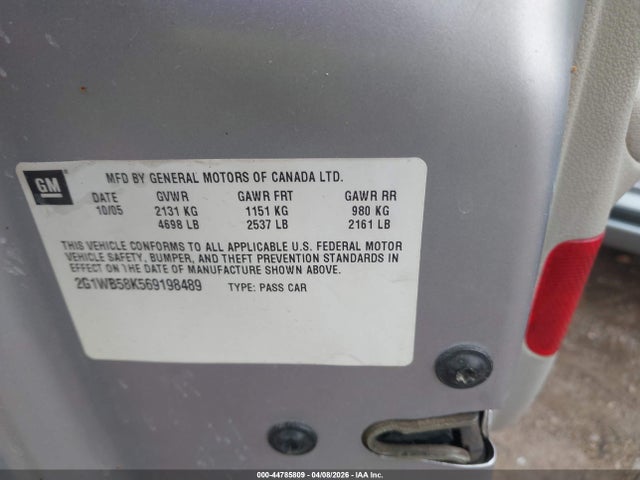 GM
MFD BY GENERAL MOTORS OF CANADA LTD.
DATE GVWR GAWR FRT GAWR RR
10/05 2131 KG 1151 KG 980 KG
4698 LB 2537 LB 2161 LB
THIS VEHICLE CONFORMS TO ALL APPLICABLE U.S. FEDERAL MOTOR
VEHICLE SAFETY, BUMPER, AND THEFT PREVENTION STANDARDS IN
EFFECT ON THE DATE OF MANUFACTURE SHOWN ABOVE.
2G1WB58K569198489 TYPE: PASS CAR
000-44785809 - 04/08/2026 - IAA Inc.